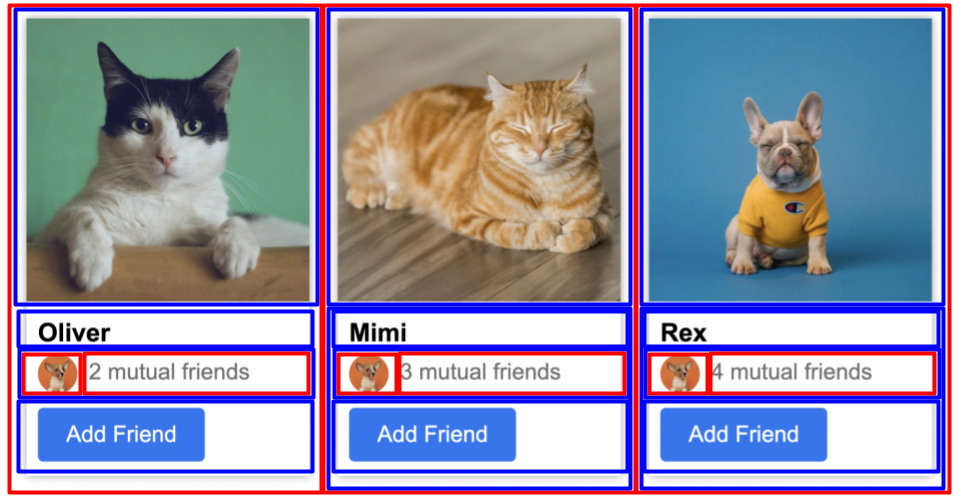 Oliver
2 mutual friends
Add Friend
Mimi
3 mutual friends
Add Friend
Rex
4 mutual friends
Add Friend